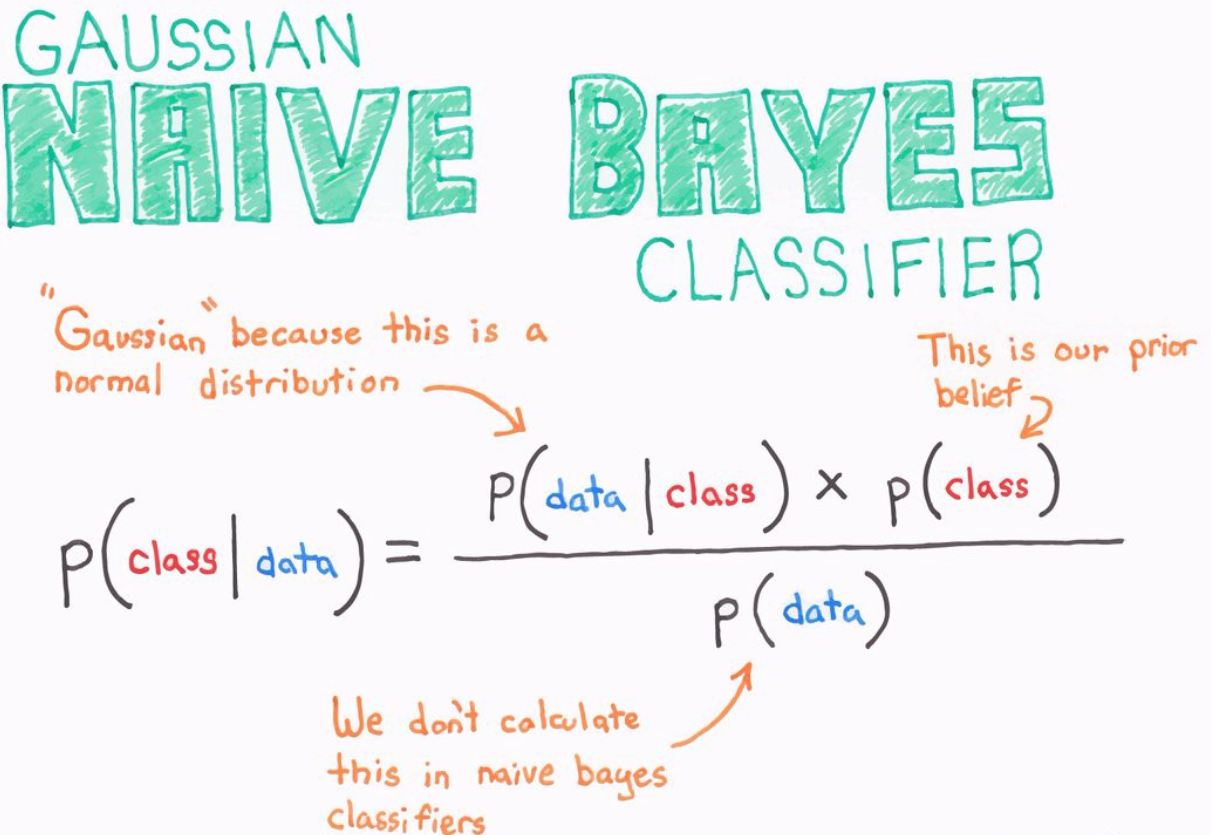 GAUSSIAN
NAIVE BAYES
CLASSIFIER
"Gaussian" because this is a
normal distribution
This is our prior
belief
p(class | data) =
P(data | class) × p(class)
p(data)
We don't calculate
this in naive bayes
classifiers